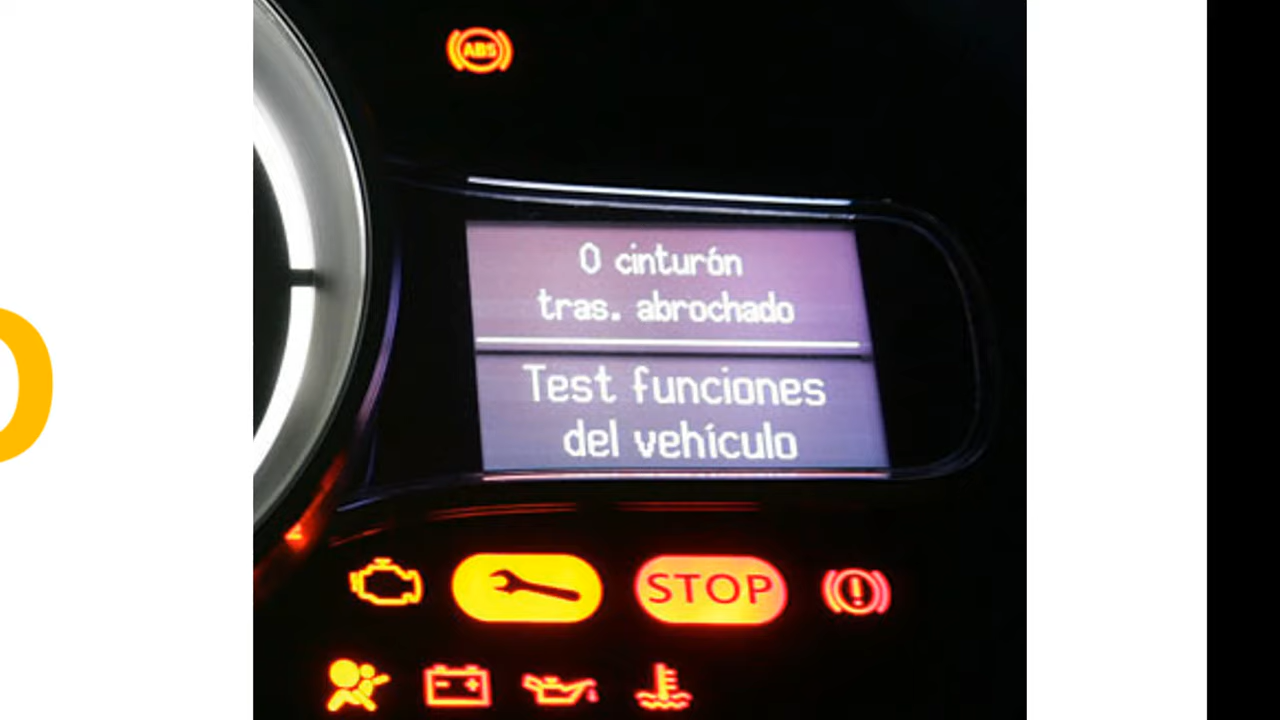 ABS
0 cinturón
tras. abrochado
Test funciones
del vehículo
STOP